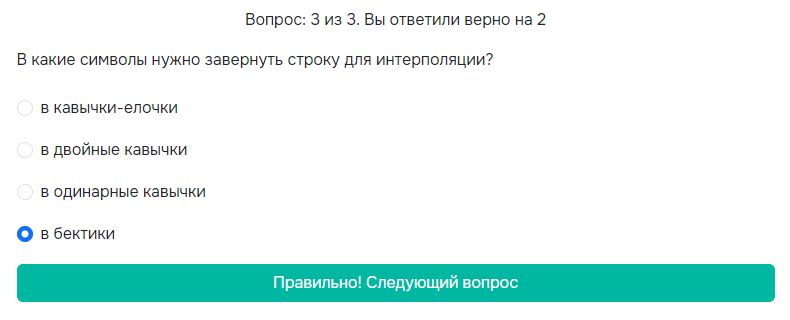 Вопрос: 3 из 3. Вы ответили верно на 2
В какие символы нужно завернуть строку для интерполяции?
в кавычки-елочки
в двойные кавычки
в одинарные кавычки
в бектики
Правильно! Следующий вопрос